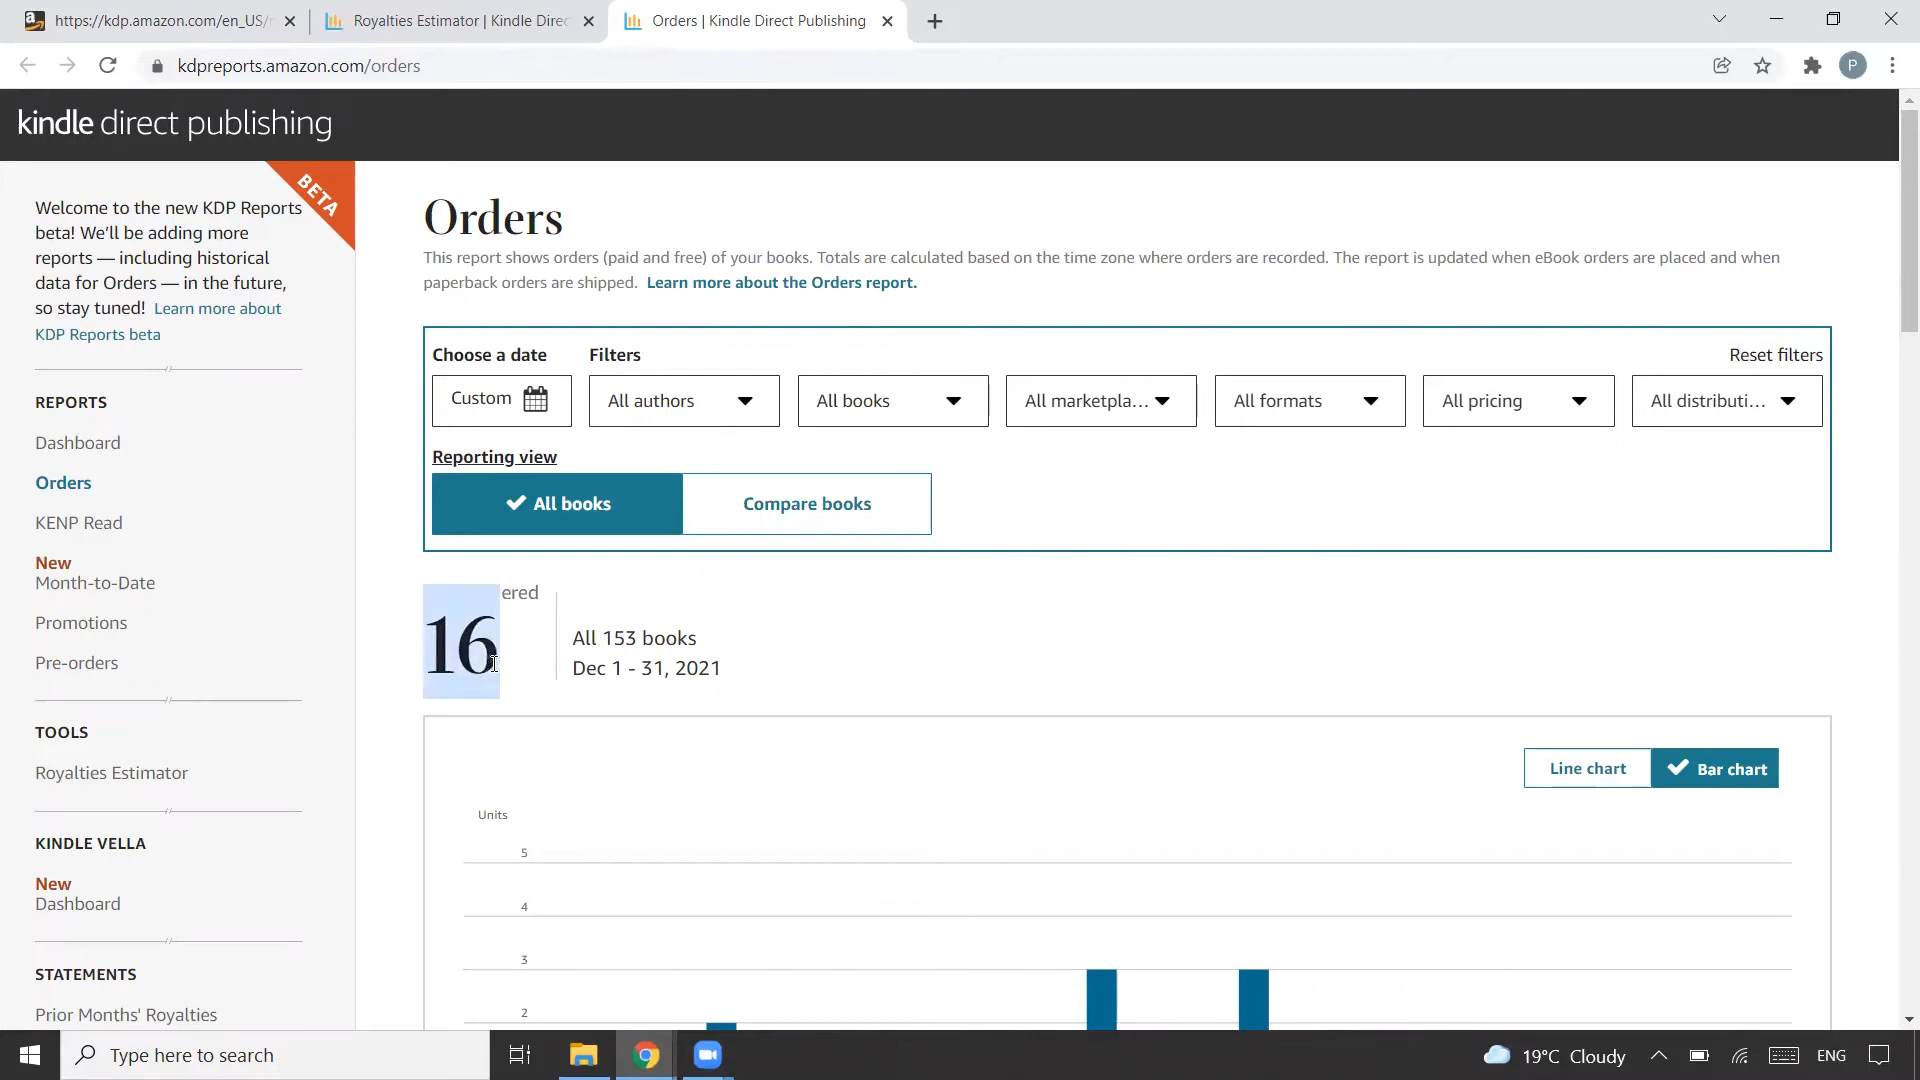 https://kdp.amazon.com/en_US/
Royalties Estimator | Kindle Direc
Orders | Kindle Direct Publishing
kdpreports.amazon.com/orders
P
kindle direct publishing
BETA
Welcome to the new KDP Reports
beta! We'll be adding more
reports — including historical
data for Orders — in the future,
so stay tuned! Learn more about
KDP Reports beta
REPORTS
Dashboard
Orders
KENP Read
New
Month-to-Date
Promotions
Pre-orders
TOOLS
Royalties Estimator
KINDLE VELLA
New
Dashboard
STATEMENTS
Prior Months' Royalties
Orders
This report shows orders (paid and free) of your books. Totals are calculated based on the time zone where orders are recorded. The report is updated when eBook orders are placed and when
paperback orders are shipped. Learn more about the Orders report.
Choose a date Filters Reset filters
Custom All authors All books All marketpla... All formats All pricing All distributi...
Reporting view
All books Compare books
ered
16
All 153 books
Dec 1 - 31, 2021
Line chart Bar chart
Units
5
4
3
2
Type here to search
19°C Cloudy ENG